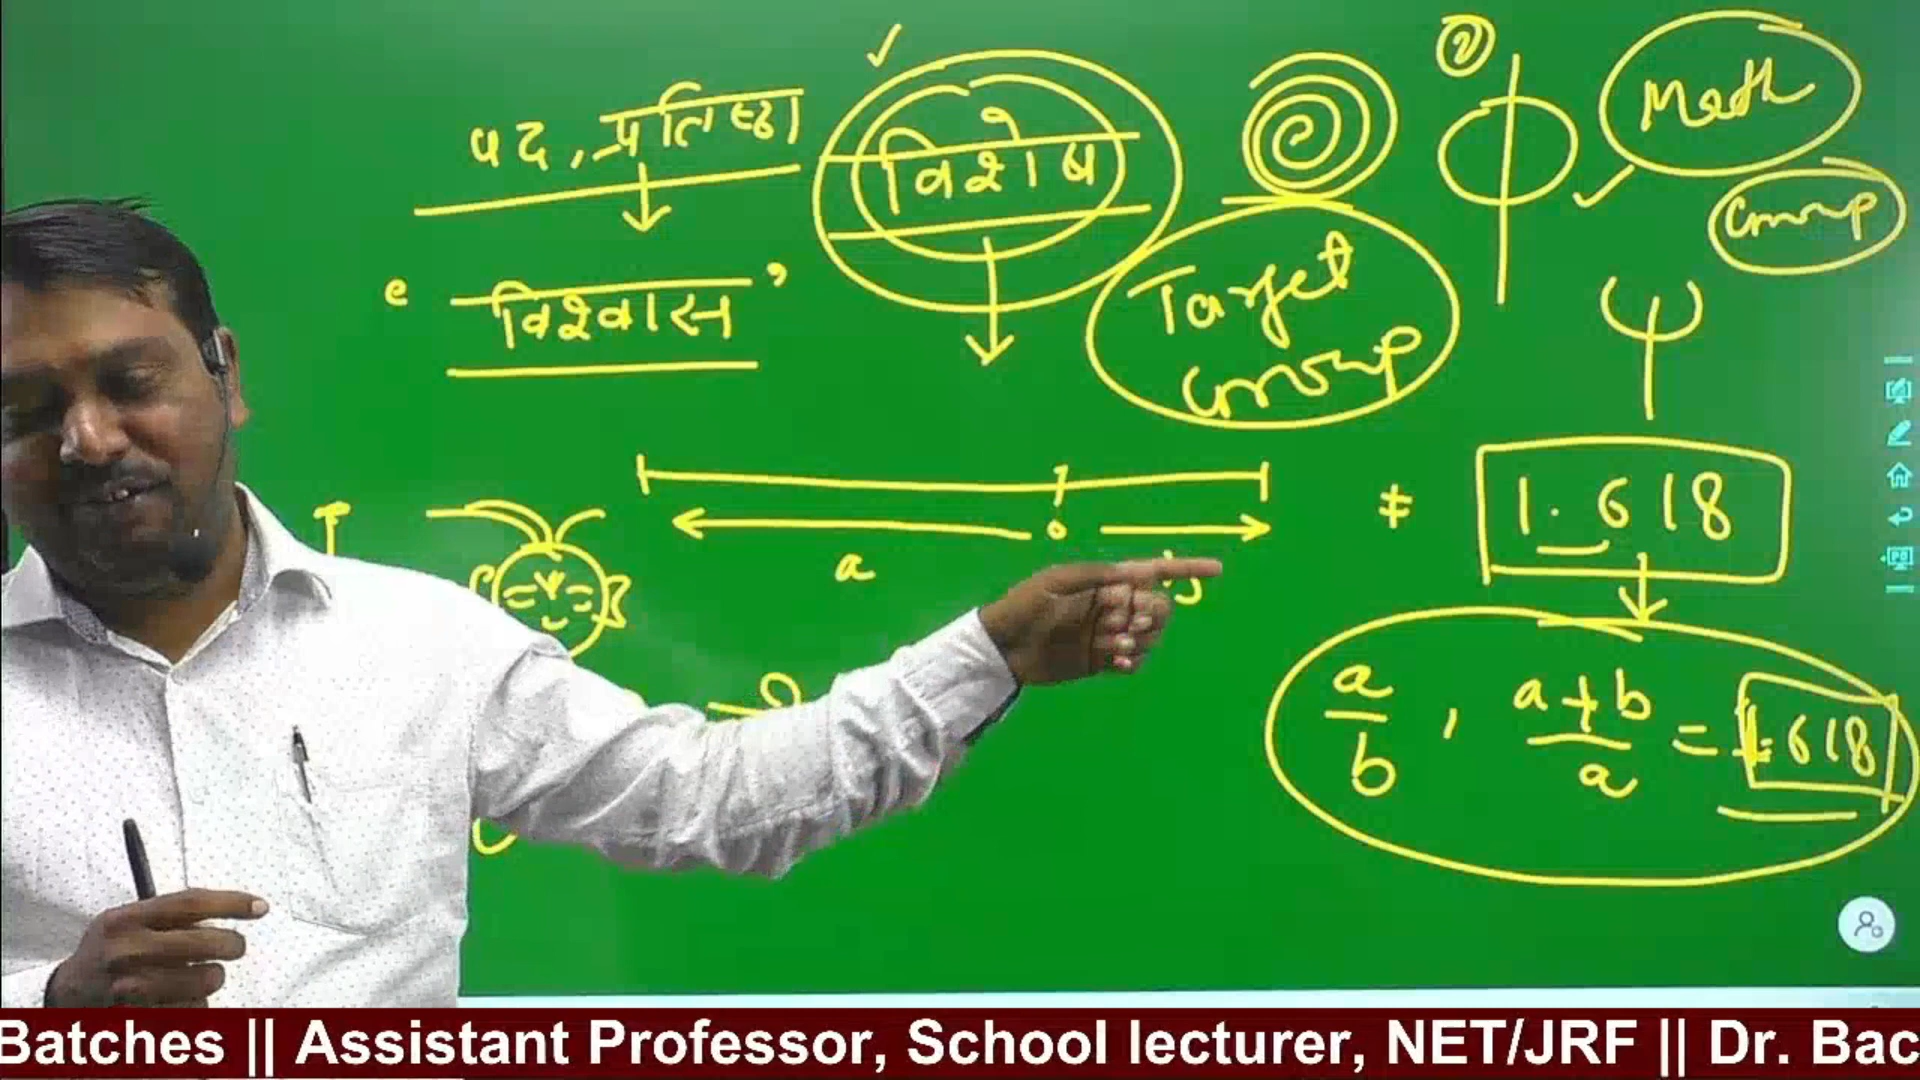 पद, प्रतिष्ठा
विशेष
Math
Group
'विश्वास'
Target
Group
1.618
a
b
a/b, a+b/a = 1.618
Batches || Assistant Professor, School lecturer, NET/JRF || Dr. Bac